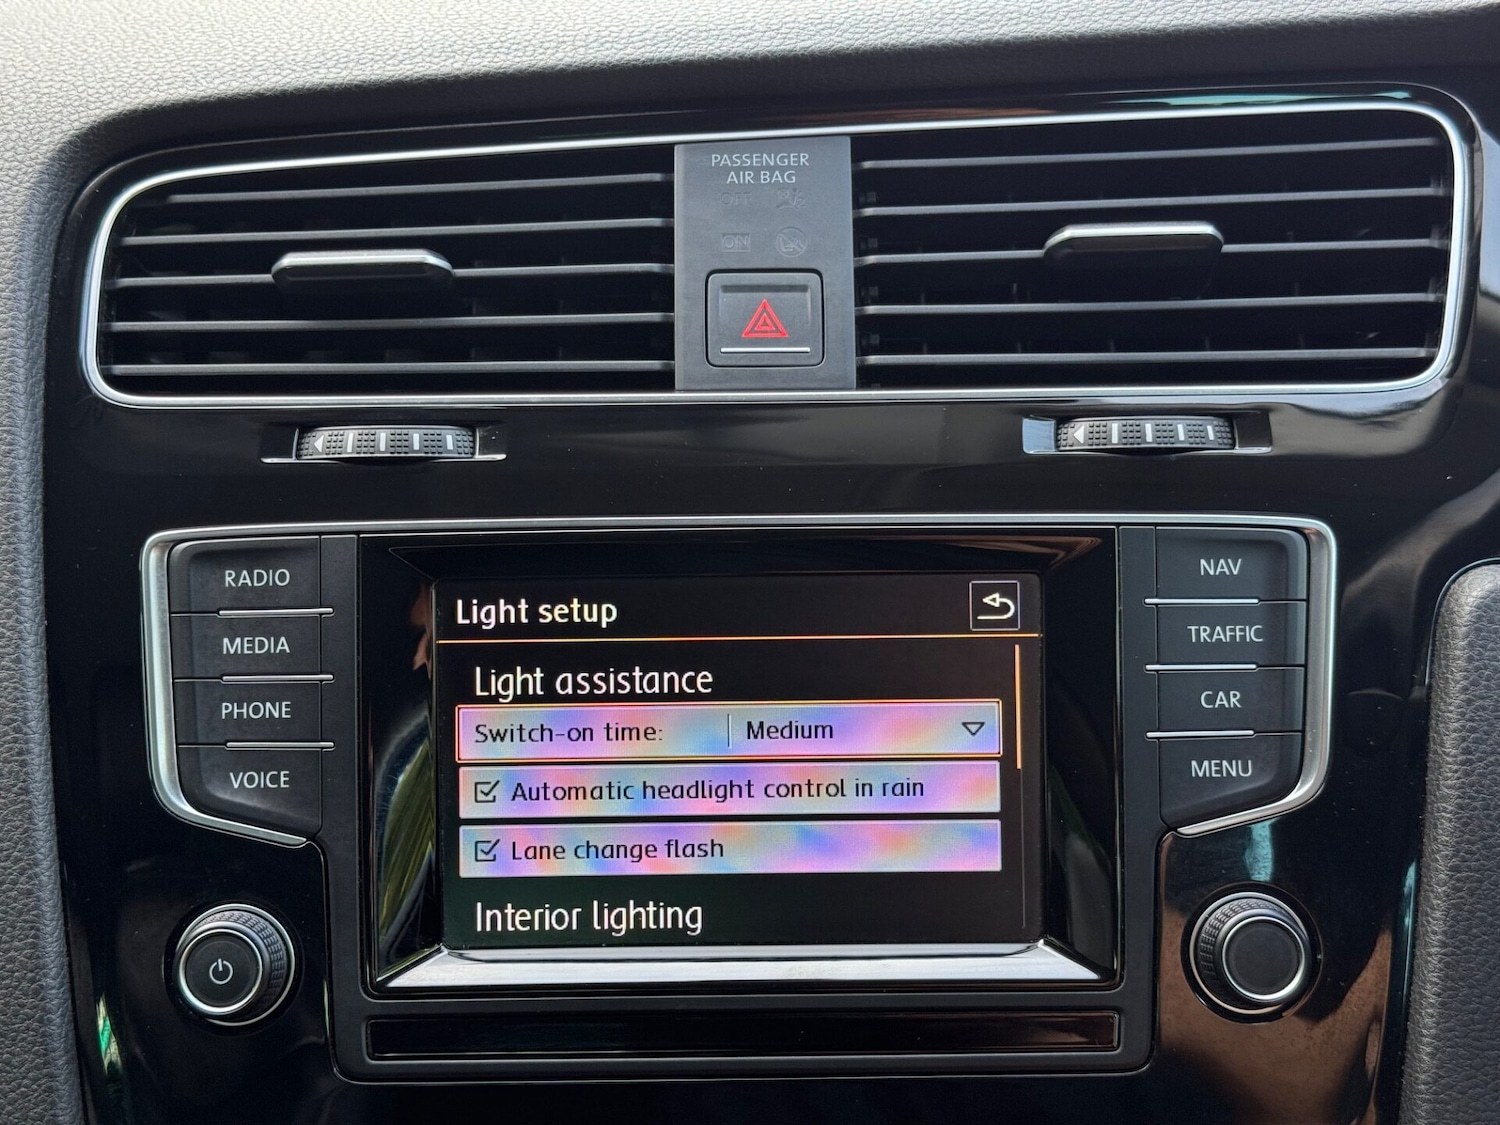 PASSENGER
AIR BAG
OFF
ON
RADIO
MEDIA
PHONE
VOICE
Light setup
Light assistance
Switch-on time: Medium
Automatic headlight control in rain
Lane change flash
Interior lighting
NAV
TRAFFIC
CAR
MENU